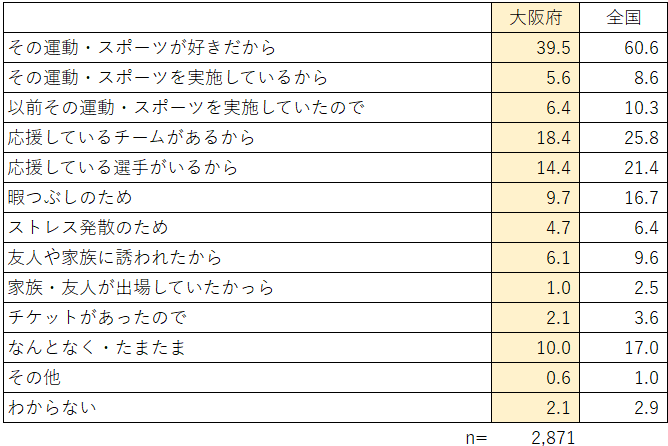 大阪府 全国
その運動・スポーツが好きだから 39.5 60.6
その運動・スポーツを実施しているから 5.6 8.6
以前その運動・スポーツを実施していたので 6.4 10.3
応援しているチームがあるから 18.4 25.8
応援している選手がいるから 14.4 21.4
暇つぶしのため 9.7 16.7
ストレス発散のため 4.7 6.4
友人や家族に誘われたから 6.1 9.6
家族・友人が出場していたかっら 1.0 2.5
チケットがあったので 2.1 3.6
なんとなく・たまたま 10.0 17.0
その他 0.6 1.0
わからない 2.1 2.9
n= 2,871